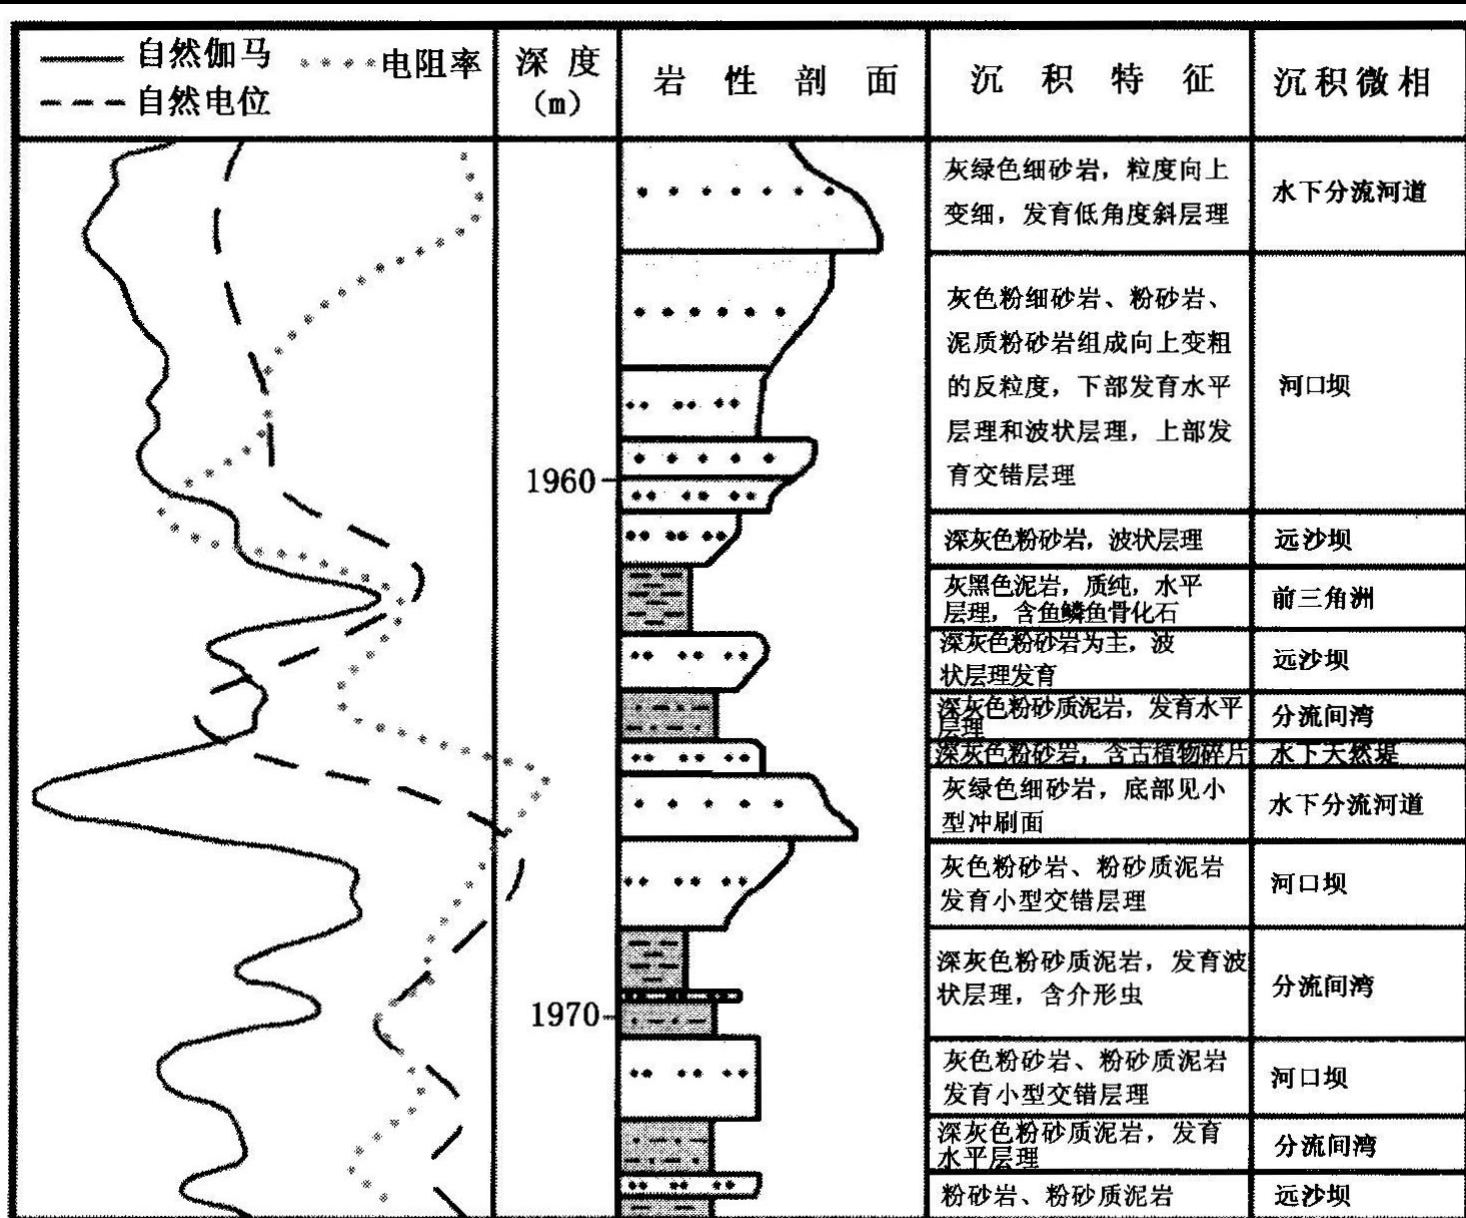 自然伽马 电阻率
自然电位
深度
(m)
岩性剖面
沉积特征
沉积微相
灰绿色细砂岩，粒度向上
变细，发育低角度斜层理
水下分流河道
灰色粉细砂岩、粉砂岩、
泥质粉砂岩组成向上变粗
的反粒度，下部发育水平
层理和波状层理，上部发
育交错层理
河口坝
1960
深灰色粉砂岩，波状层理
远沙坝
灰黑色泥岩，质纯，水平
层理，含鱼鳞鱼骨化石
前三角洲
深灰色粉砂岩为主，波
状层理发育
远沙坝
深灰色粉砂质泥岩，发育水平
层理
分流间湾
深灰色粉砂岩，含古植物碎片
水下天然堤
灰绿色细砂岩，底部见小
型冲刷面
水下分流河道
灰色粉砂岩、粉砂质泥岩
发育小型交错层理
河口坝
深灰色粉砂质泥岩，发育波
状层理，含介形虫
分流间湾
1970
灰色粉砂岩、粉砂质泥岩
发育小型交错层理
河口坝
深灰色粉砂质泥岩，发育
水平层理
分流间湾
粉砂岩、粉砂质泥岩
远沙坝